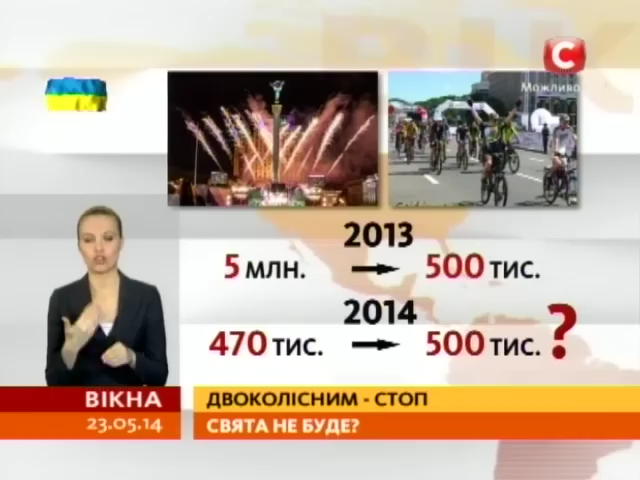 С
Можливо
2013
5 МЛН. → 500 ТИС.
2014
470 ТИС. → 500 ТИС. ?
ВІКНА
ДВОКОЛІСНИМ - СТОП
23.05.14
СВЯТА НЕ БУДЕ?